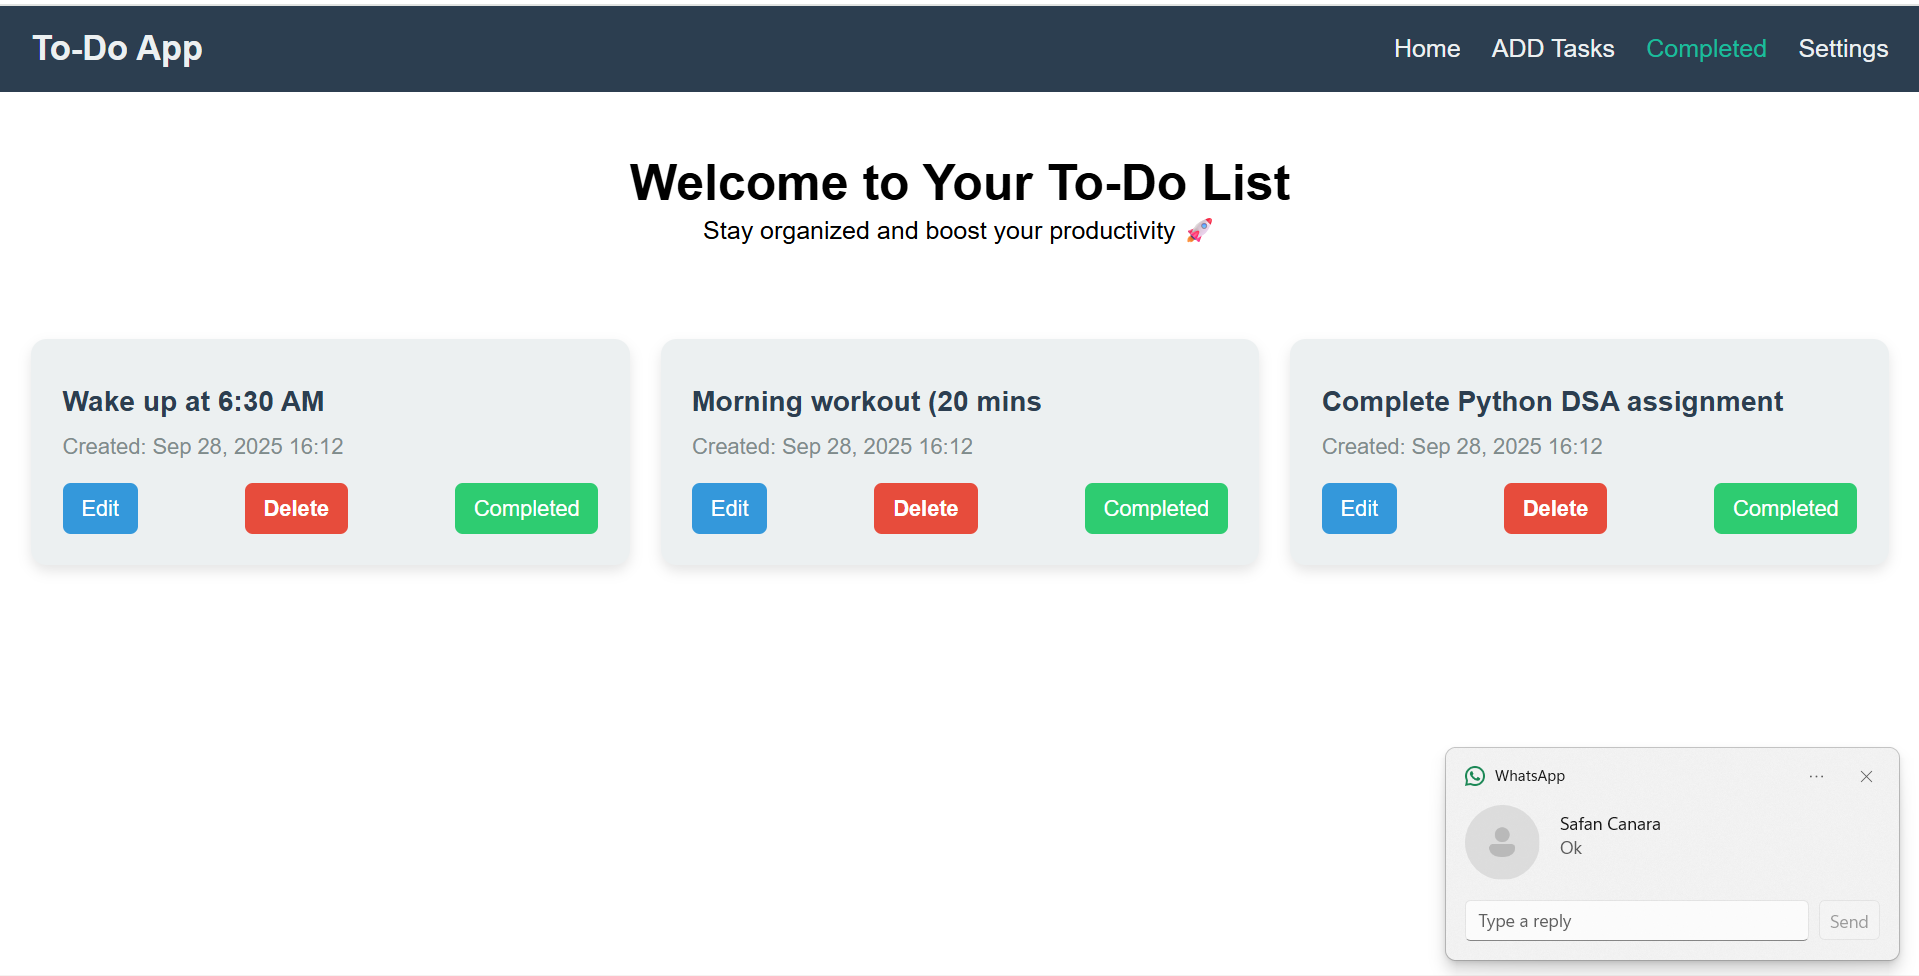 To-Do App
Home ADD Tasks Completed Settings
Welcome to Your To-Do List
Stay organized and boost your productivity 🚀
Wake up at 6:30 AM
Created: Sep 28, 2025 16:12
Edit Delete Completed
Morning workout (20 mins
Created: Sep 28, 2025 16:12
Edit Delete Completed
Complete Python DSA assignment
Created: Sep 28, 2025 16:12
Edit Delete Completed
WhatsApp
Safan Canara
Ok
Type a reply
Send